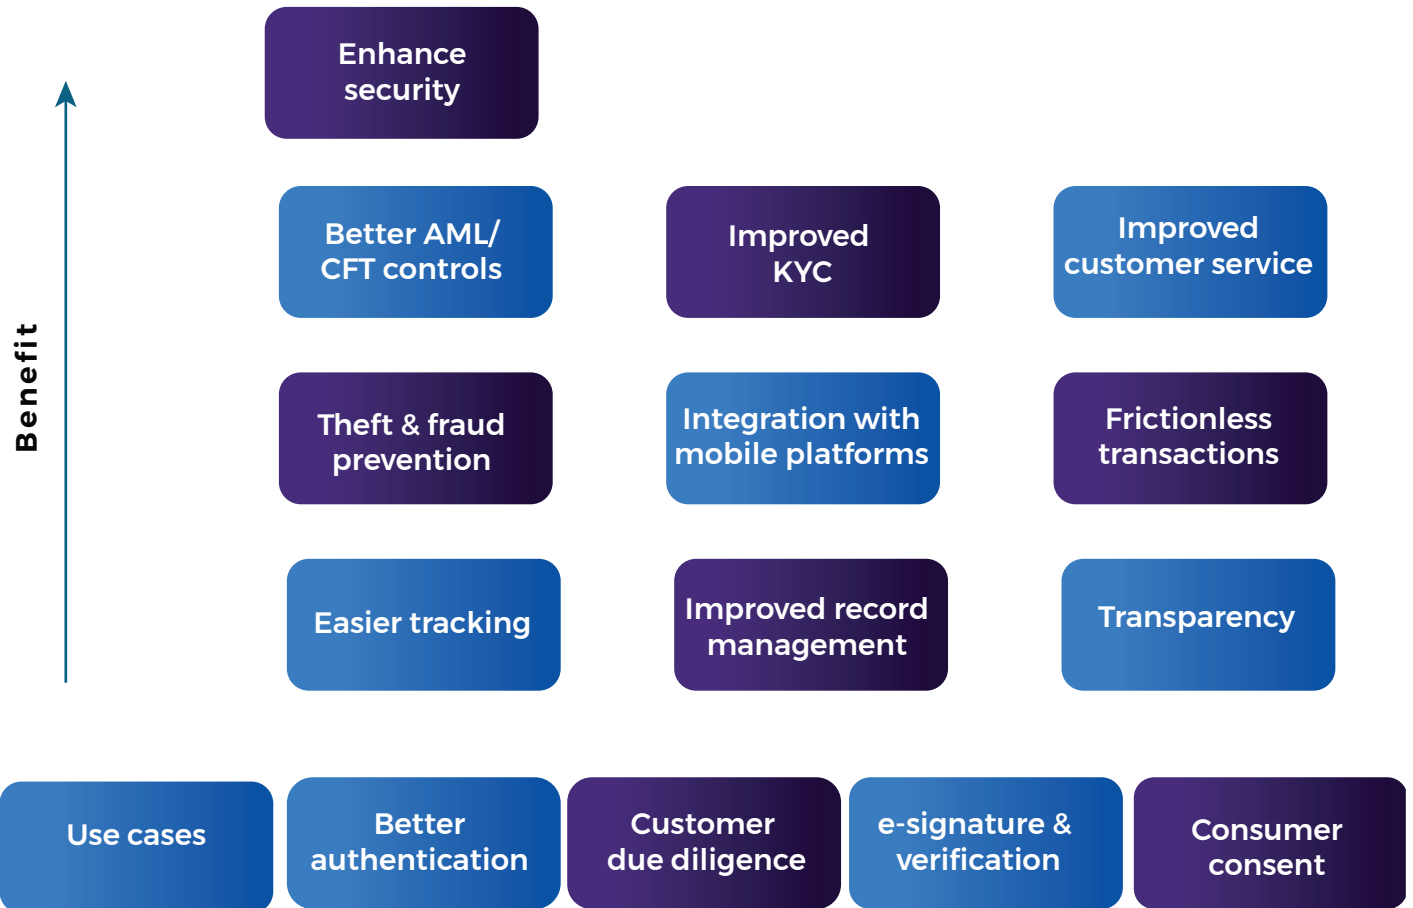 Enhance
security
Better AML/
CFT controls
Improved
KYC
Improved
customer service
Benefit
Theft & fraud
prevention
Integration with
mobile platforms
Frictionless
transactions
Easier tracking
Improved record
management
Transparency
Use cases
Better
authentication
Customer
due diligence
e-signature &
verification
Consumer
consent